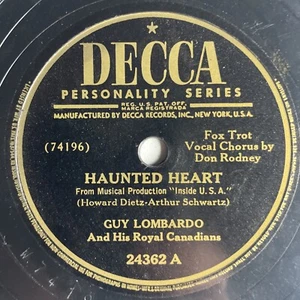 DECCA
PERSONALITY SERIES
REG. U.S. PAT. OFF.
MARCA REGISTRADA
MANUFACTURED BY DECCA RECORDS, INC., NEW YORK, U.S.A.
Fox Trot
(74196) Vocal Chorus by
Don Rodney
HAUNTED HEART
From Musical Production "Inside U.S.A."
(Howard Dietz-Arthur Schwartz)
GUY LOMBARDO
And His Royal Canadians
24362 A